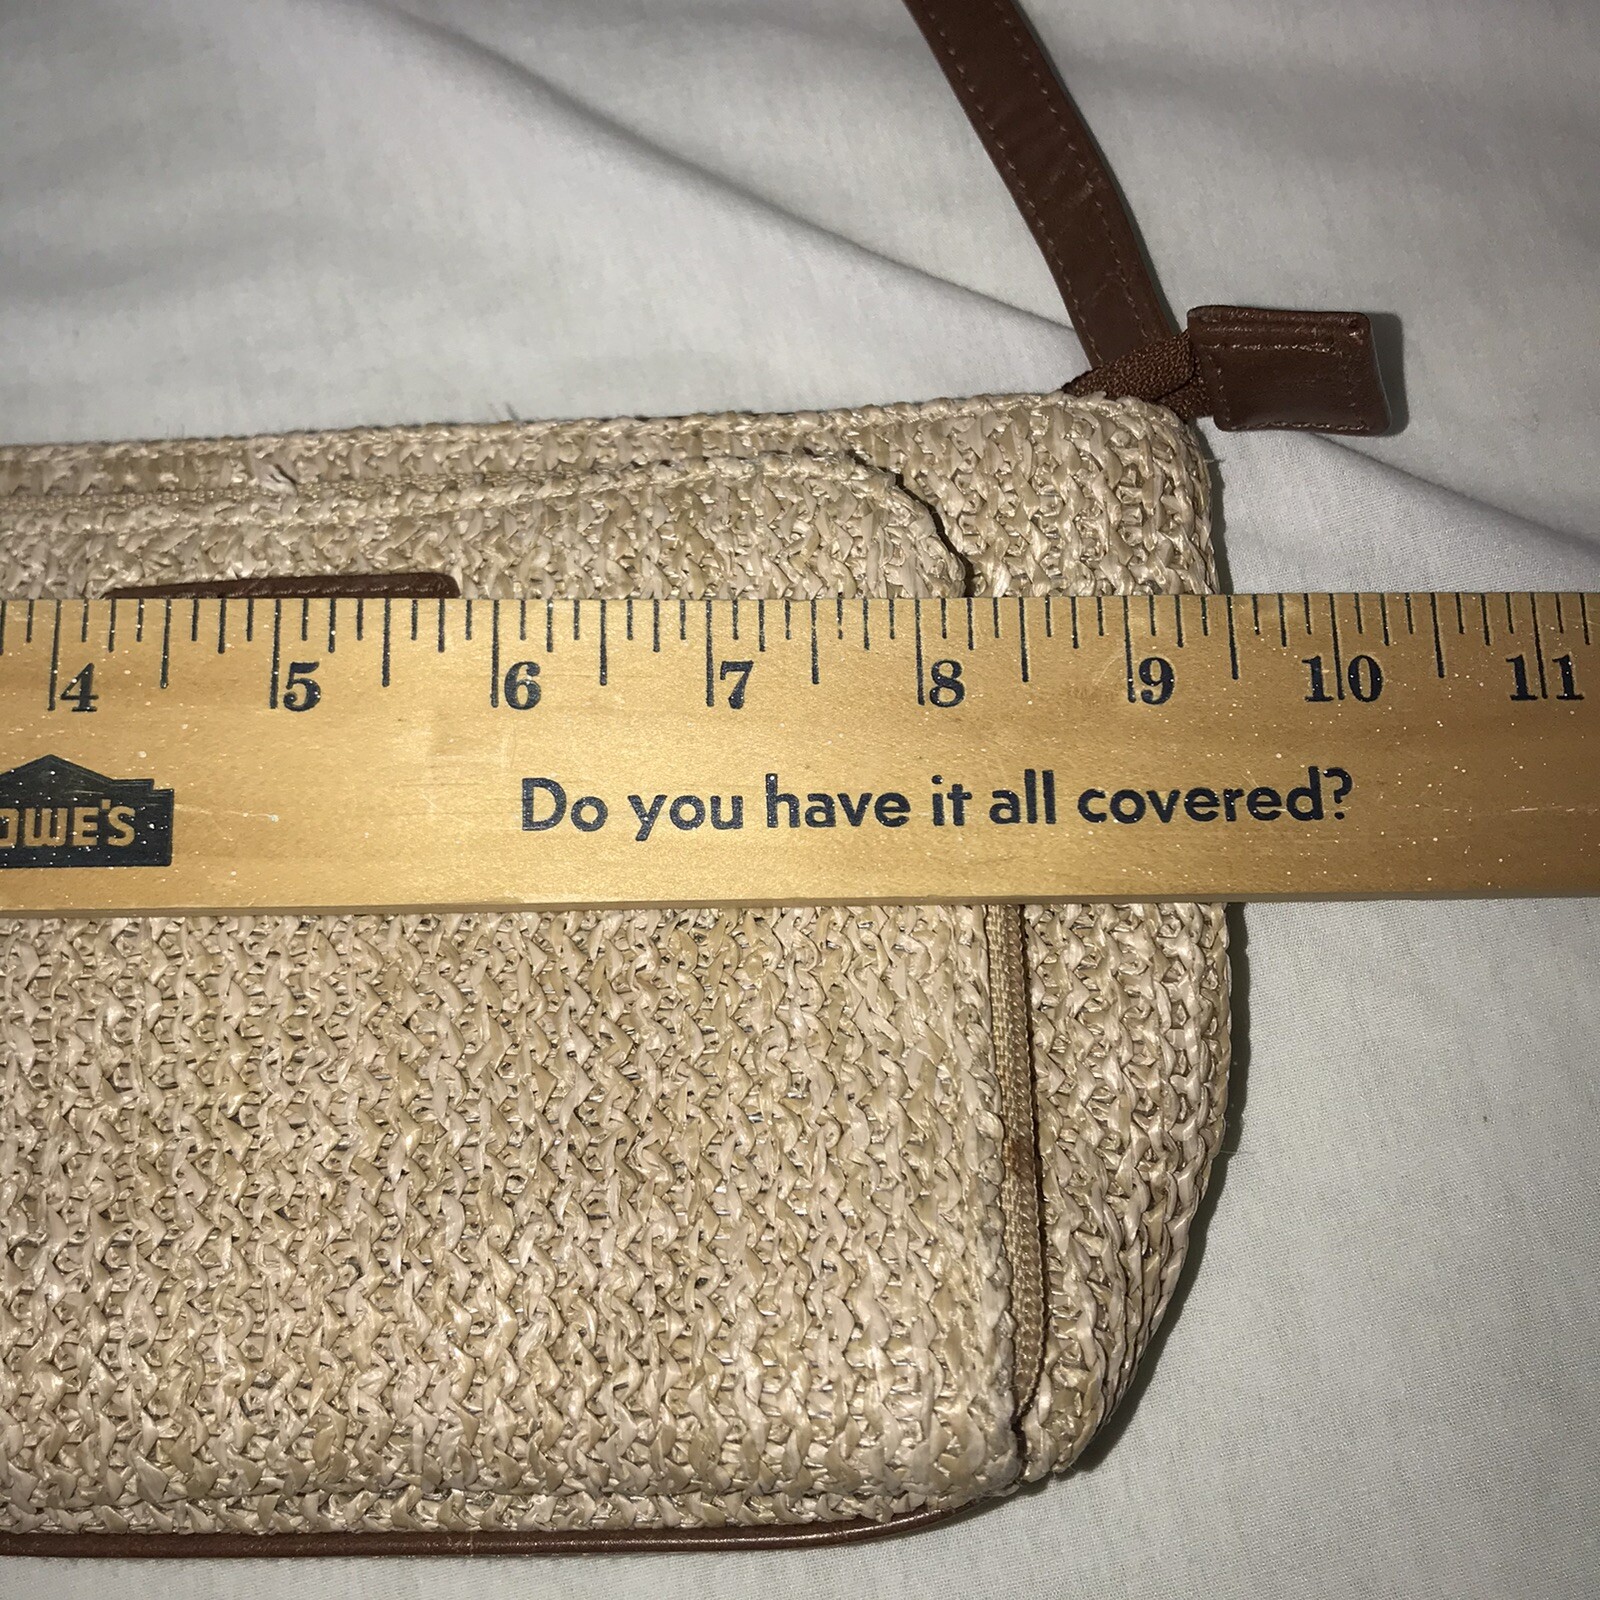 4 5 6 7 8 9 10 11
OWE'S Do you have it all covered?